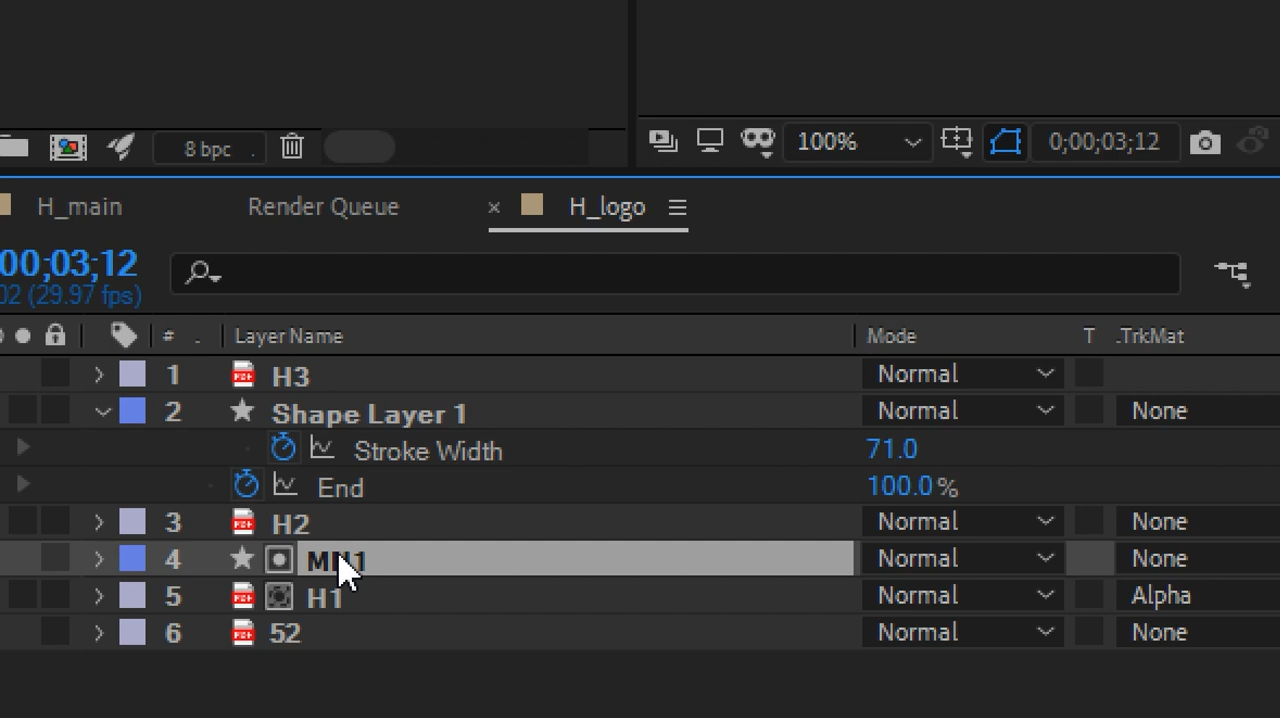 8 bpc
100%
0;00;03;12
H_main
Render Queue
× H_logo
00;03;12
02 (29.97 fps)
# . Layer Name Mode T .TrkMat
1 H3 Normal
2 Shape Layer 1 Normal None
Stroke Width 71.0
End 100.0 %
3 H2 Normal None
4 Normal None
5 H1 Normal Alpha
6 52 Normal None